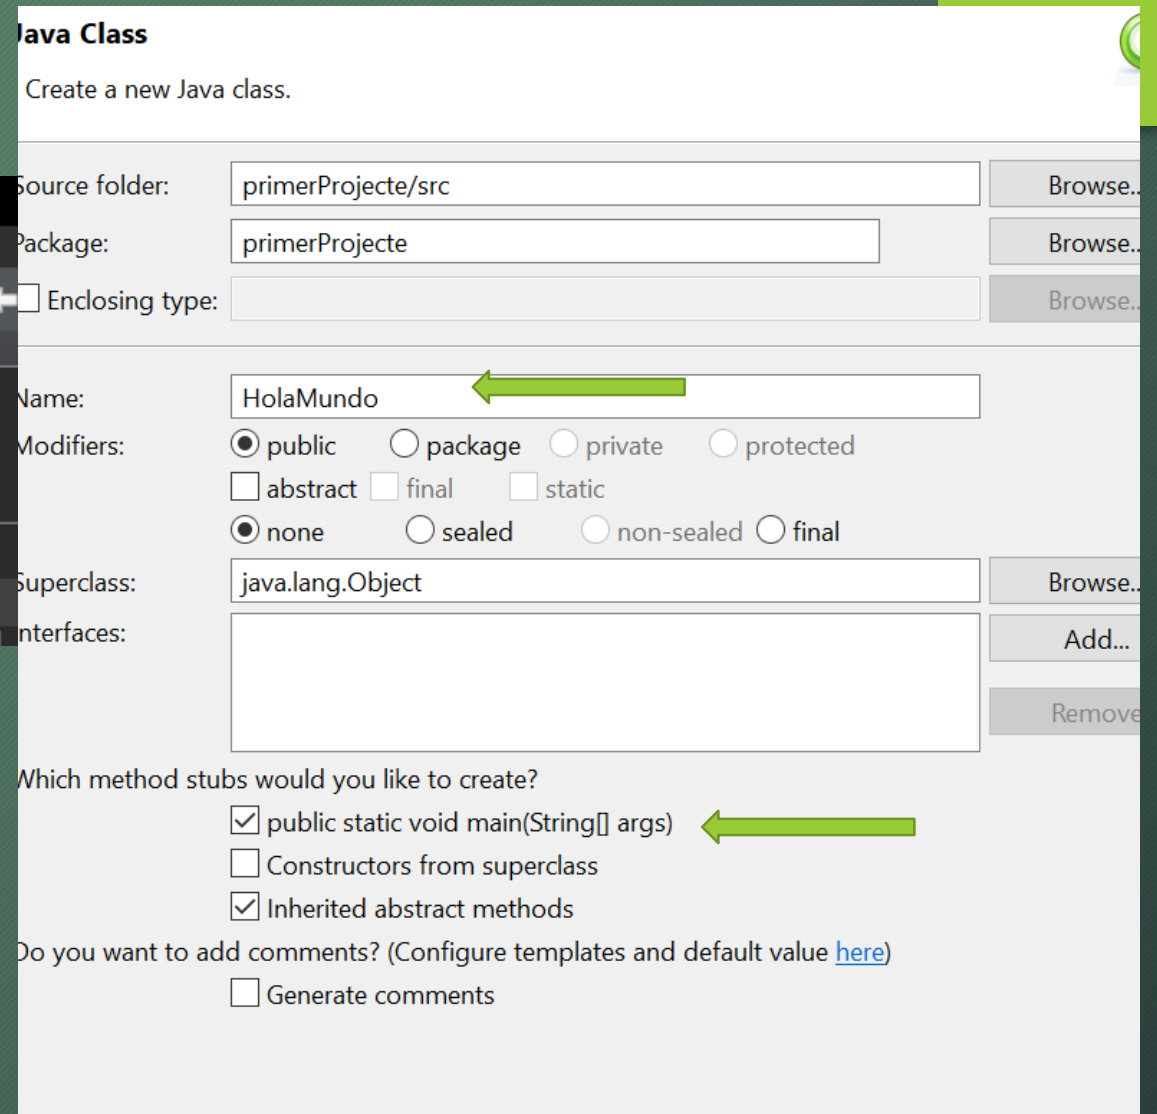 Java Class
Create a new Java class.
Source folder: primerProjecte/src Browse..
Package: primerProjecte Browse..
Enclosing type: Browse..
Name: HolaMundo
Modifiers: public package private protected
abstract final static
none sealed non-sealed final
Superclass: java.lang.Object Browse..
Interfaces: Add...
Remove
Which method stubs would you like to create?
public static void main(String[] args)
Constructors from superclass
Inherited abstract methods
Do you want to add comments? (Configure templates and default value here)
Generate comments